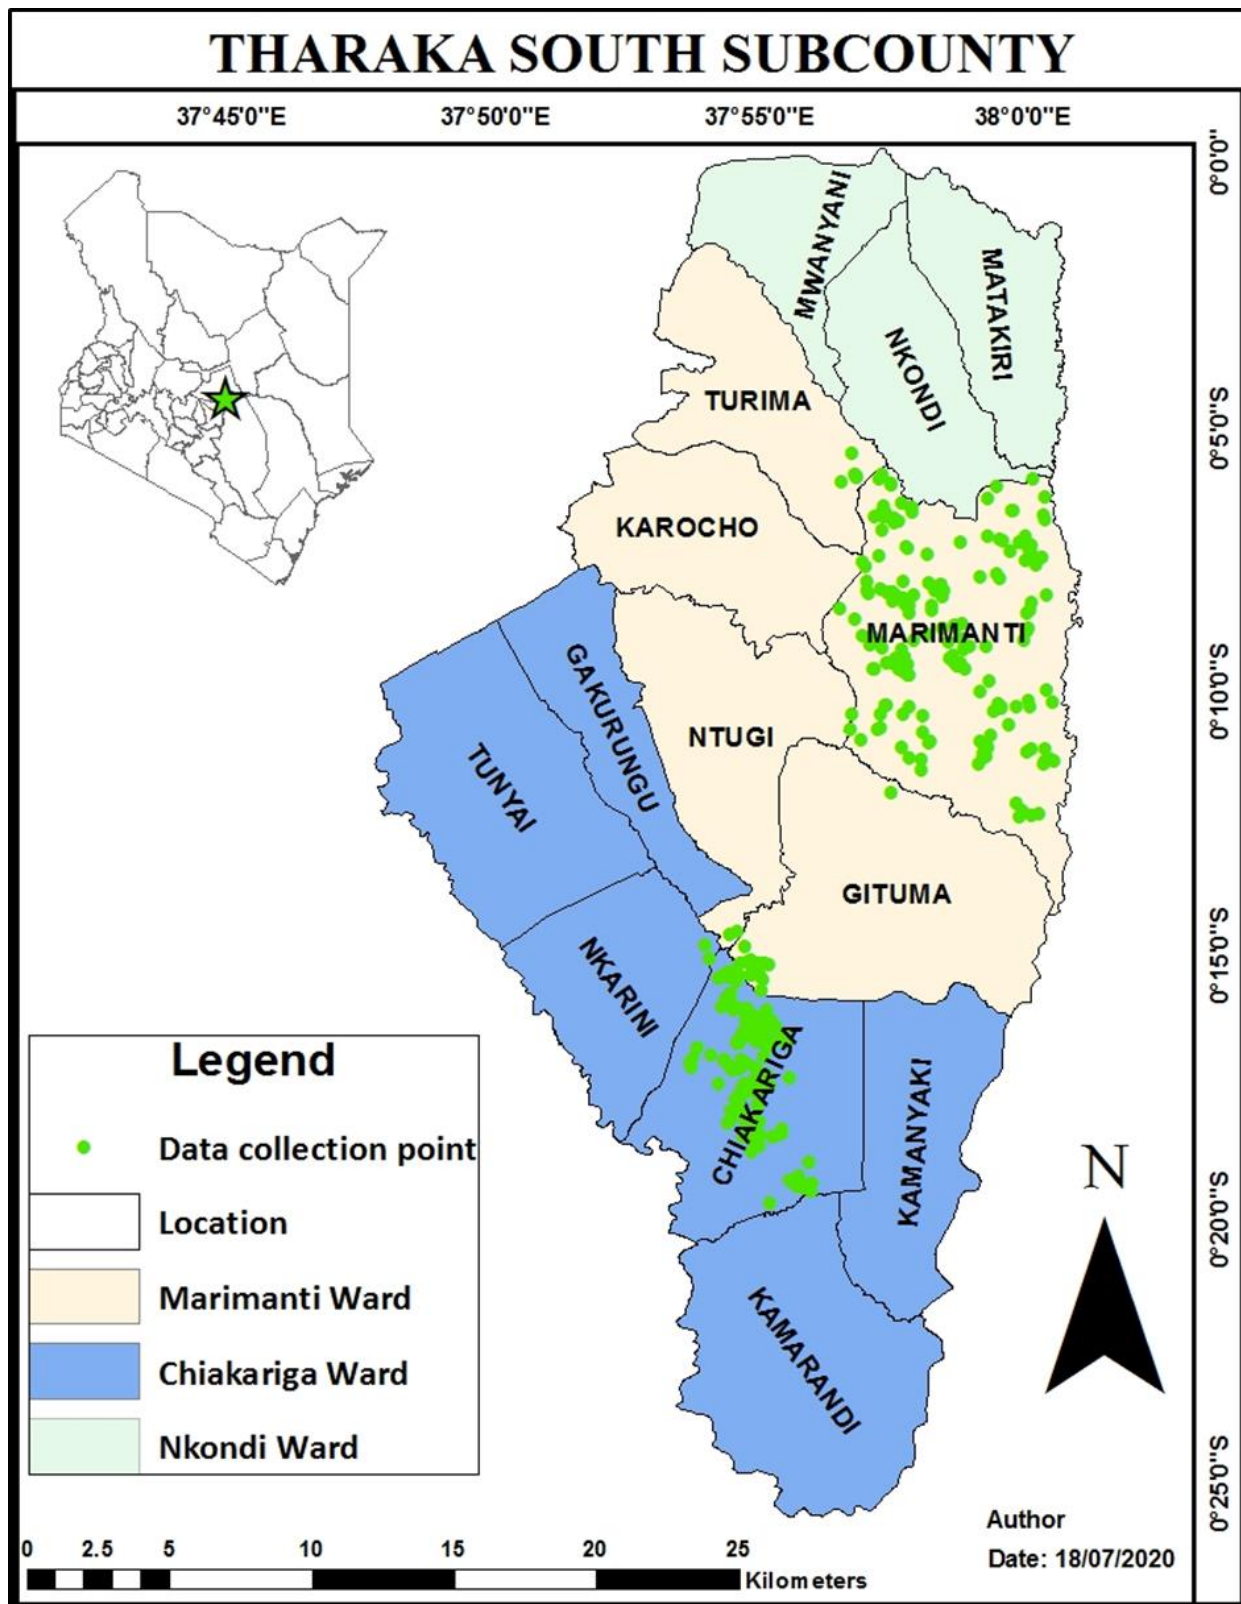 THARAKA SOUTH SUBCOUNTY
37°45'0"E 37°50'0"E 37°55'0"E 38°0'0"E
0°0'0"
0°5'0"S
0°10'0"S
0°15'0"S
0°20'0"S
0°25'0"S
MWANYANI
MATAKIRI
NKONDI
TURIMA
KAROCHO
MARIMANTI
GAKURUNGU
NTUGI
TUNYAI
GITUMA
NKARINI
CHIAKARIGA
KAMANYAKI
KAMARANDI
Legend
Data collection point
Location
Marimanti Ward
Chiakariga Ward
Nkondi Ward
N
Author
Date: 18/07/2020
0 2.5 5 10 15 20 25
Kilometers